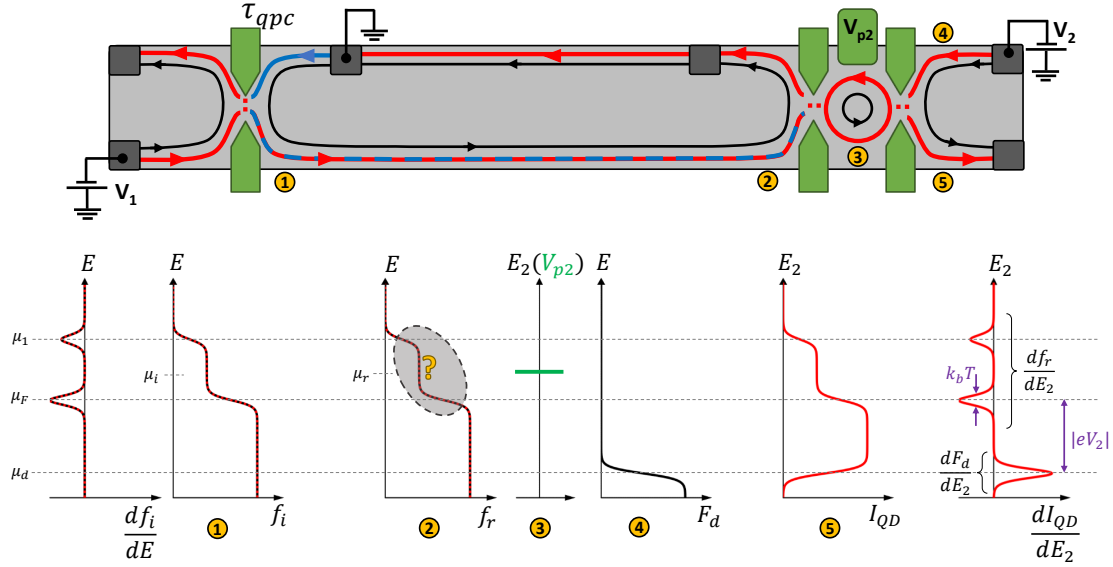 τ_qpc
V_p2
④
V_2
③
V_1
①
②
⑤
E
E
E
E_2(V_p2)
E
E_2
E_2
μ_1
μ_i
μ_r
?
df_r
dE_2
k_bT
μ_F
|eV_2|
μ_d
dF_d
dE_2
df_i
dE
①
f_i
②
f_r
③
④
F_d
⑤
I_QD
dI_QD
dE_2